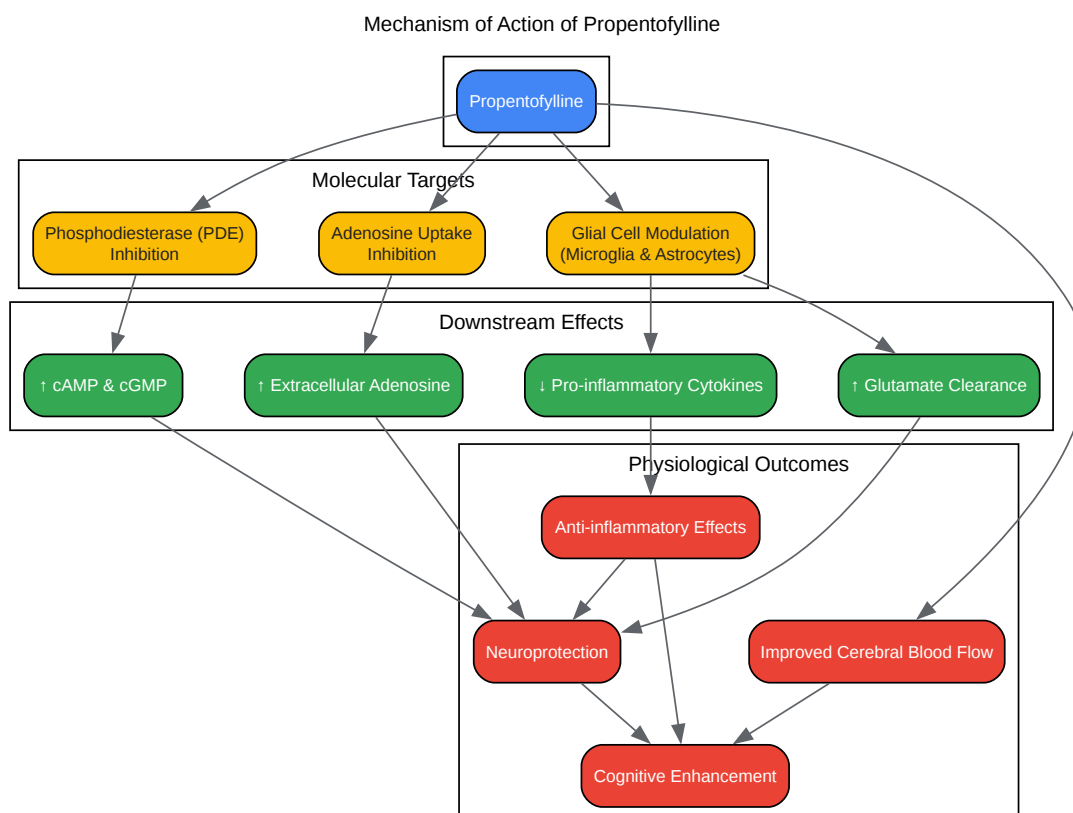 Mechanism of Action of Propentofylline
Propentofylline
Molecular Targets
Phosphodiesterase (PDE)
Inhibition
Adenosine Uptake
Inhibition
Glial Cell Modulation
(Microglia & Astrocytes)
Downstream Effects
↑ cAMP & cGMP
↑ Extracellular Adenosine
↓ Pro-inflammatory Cytokines
↑ Glutamate Clearance
Physiological Outcomes
Anti-inflammatory Effects
Neuroprotection
Improved Cerebral Blood Flow
Cognitive Enhancement